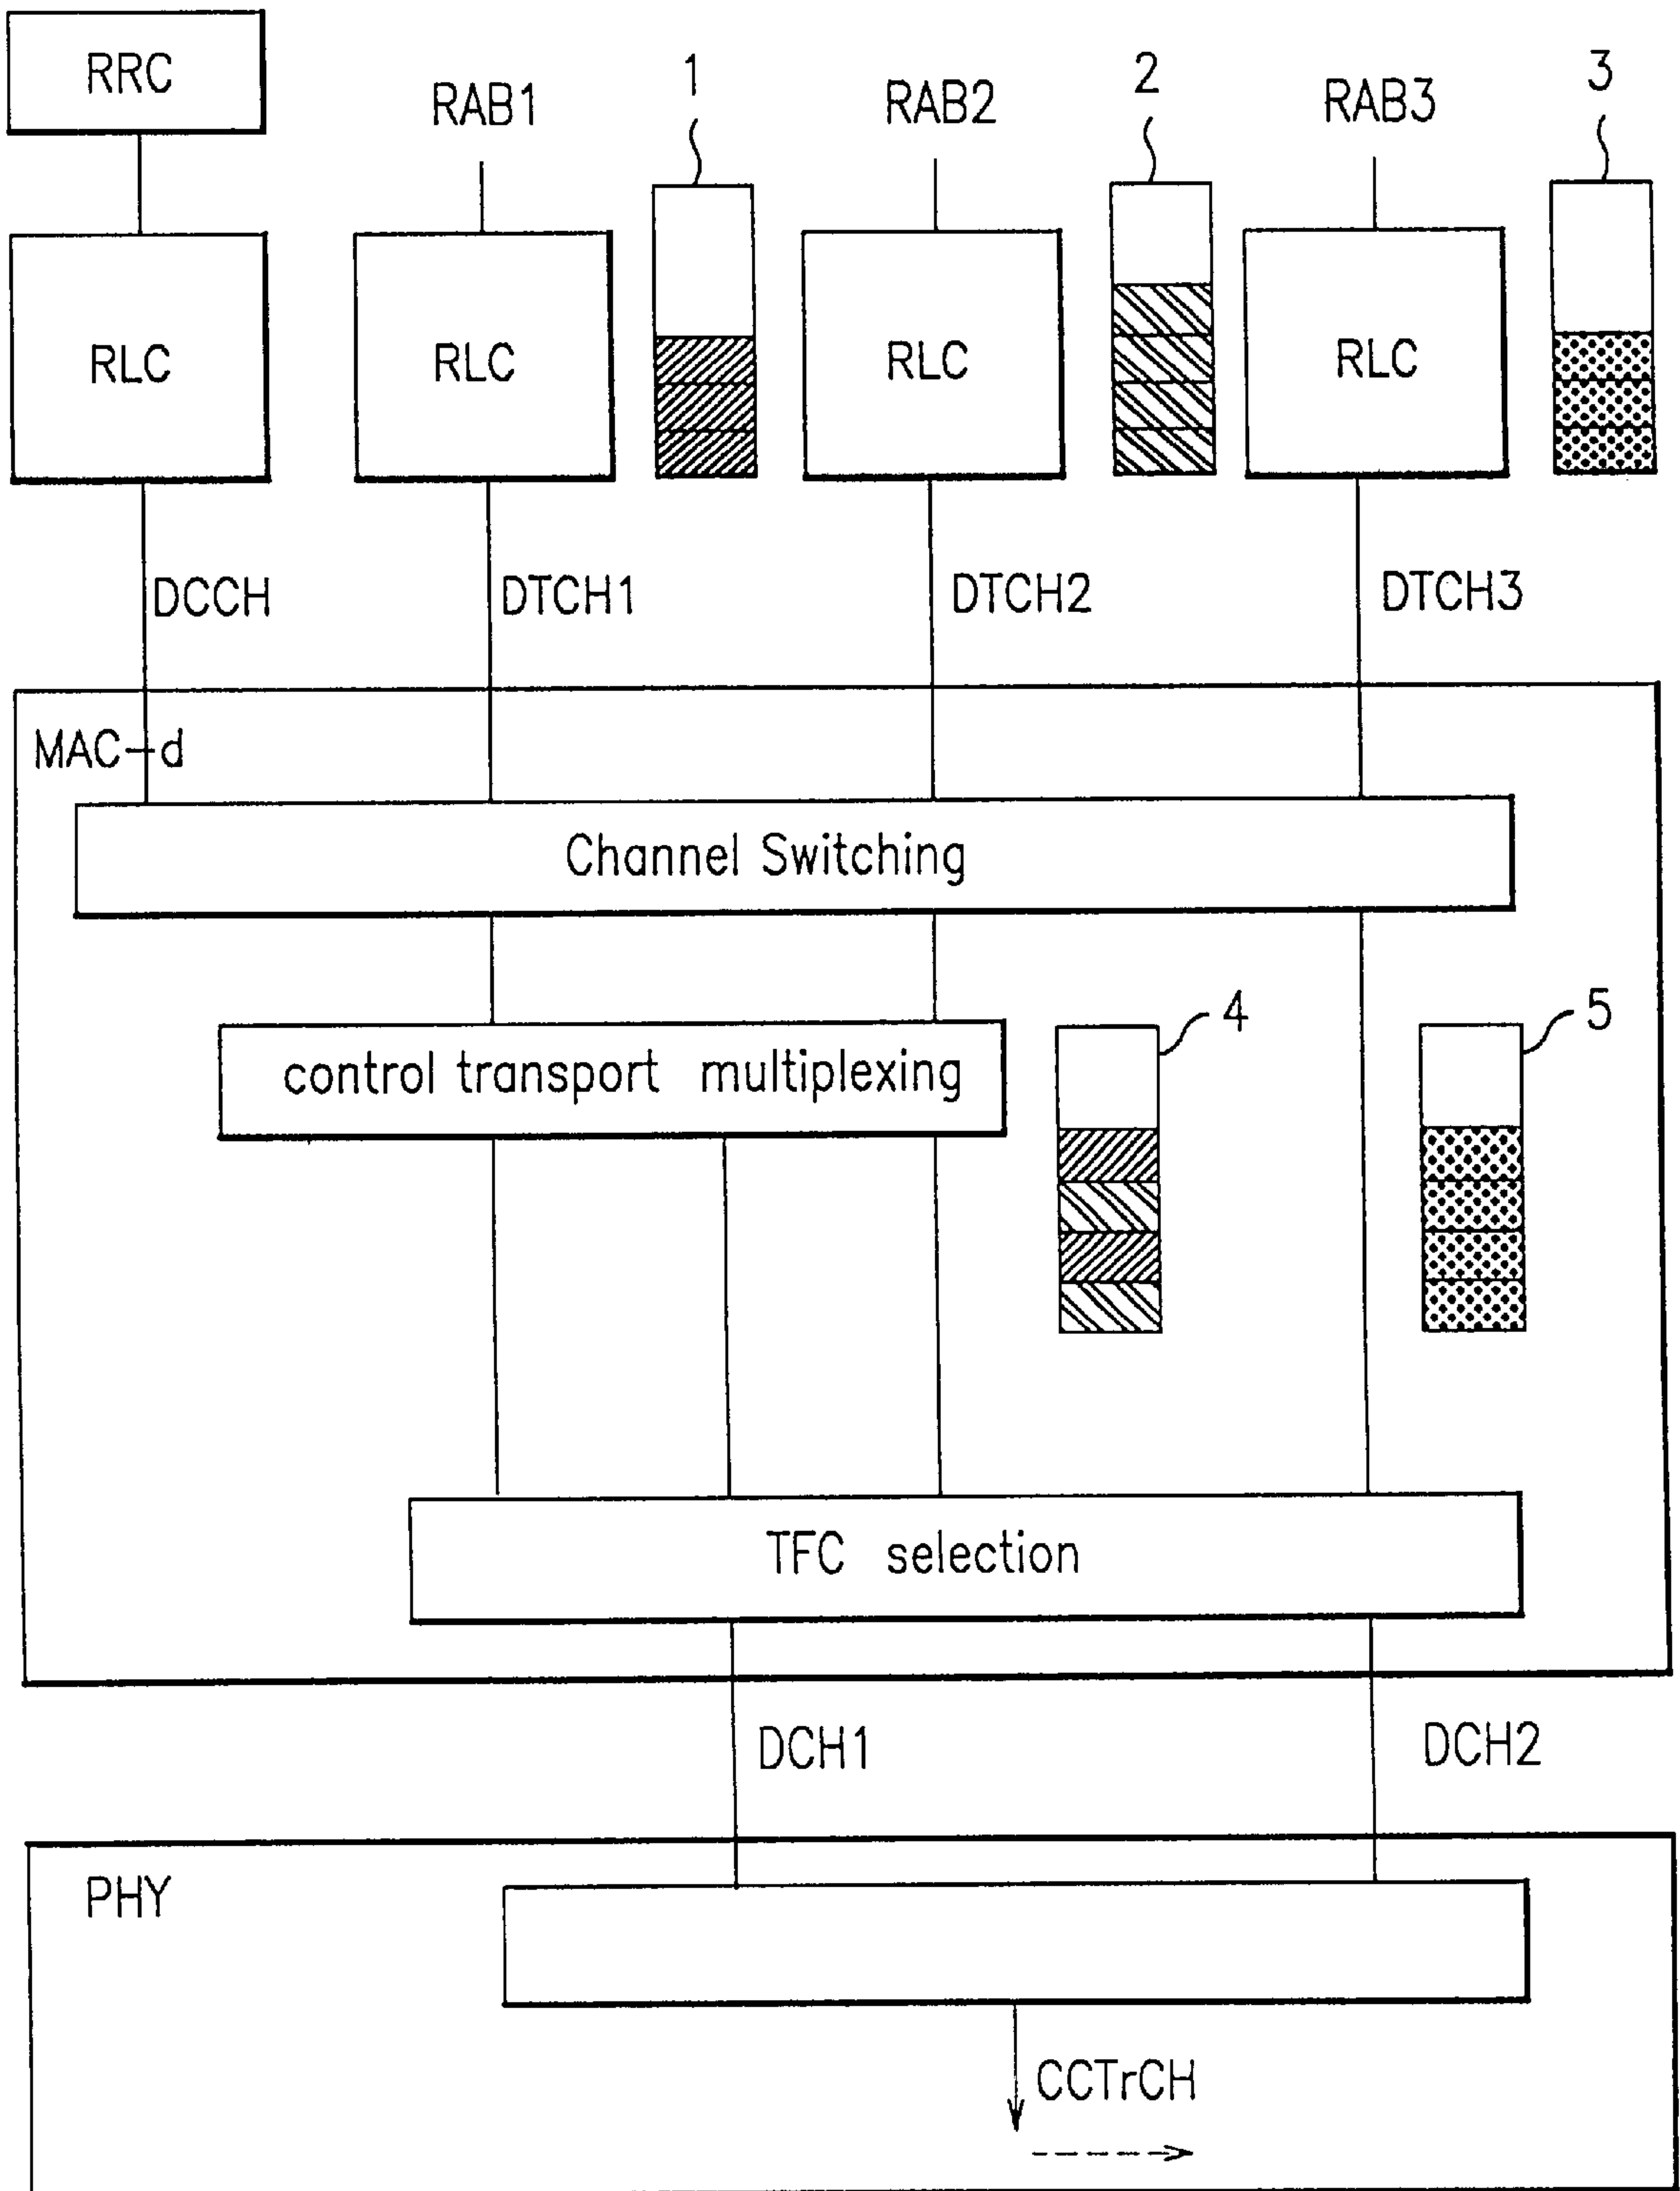 RRC
RAB1
1
RAB2
2
RAB3
3
RLC
RLC
RLC
RLC
DCCH
DTCH1
DTCH2
DTCH3
MAC-d
Channel Switching
control transport multiplexing
4
5
TFC selection
DCH1
DCH2
PHY
CCTrCH